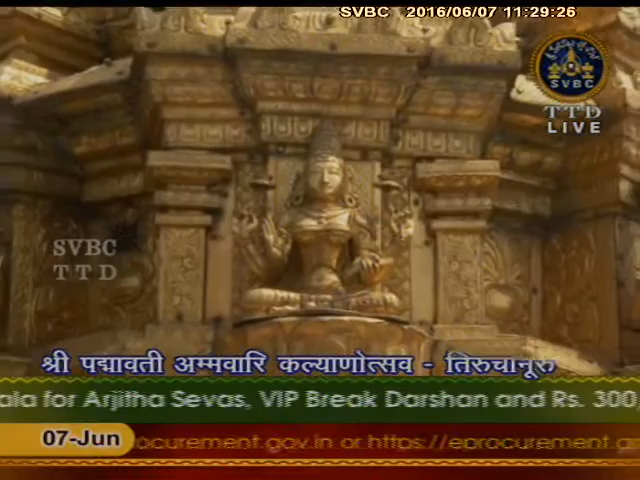 SVBC 2016/06/07 11:29:26
SVBC
TTD
LIVE
SVBC
TTD
श्री पद्मावती अम्मवारि कल्याणोत्सव - तिरुचानूरु
ala for Arjitha Sevas, VIP Break Darshan and Rs. 300
07-Jun
ocurement.gov.in or https://eprocurement.a